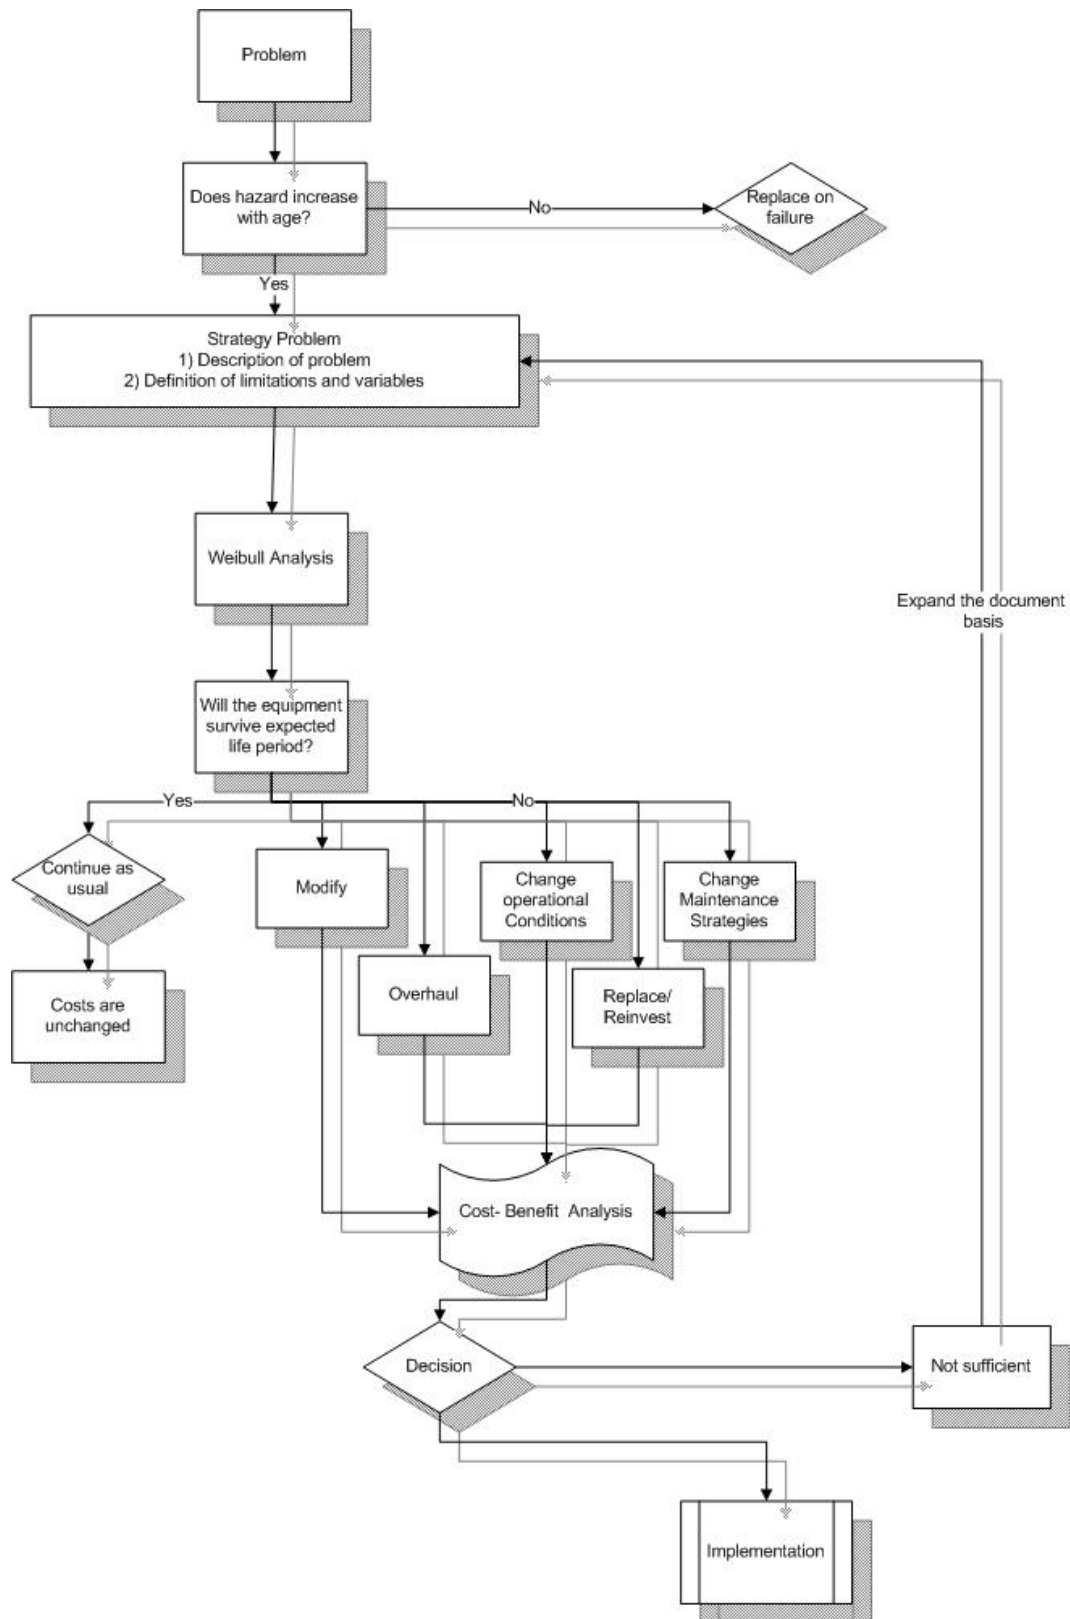 Problem
Does hazard increase
with age?
No
Replace on
failure
Yes
Strategy Problem
1) Description of problem
2) Definition of limitations and variables
Weibull Analysis
Expand the document
basis
Will the equipment
survive expected
life period?
Yes
No
Continue as
usual
Modify
Change
operational
Conditions
Change
Maintenance
Strategies
Costs are
unchanged
Overhaul
Replace/
Reinvest
Cost- Benefit Analysis
Decision
Not sufficient
Implementation